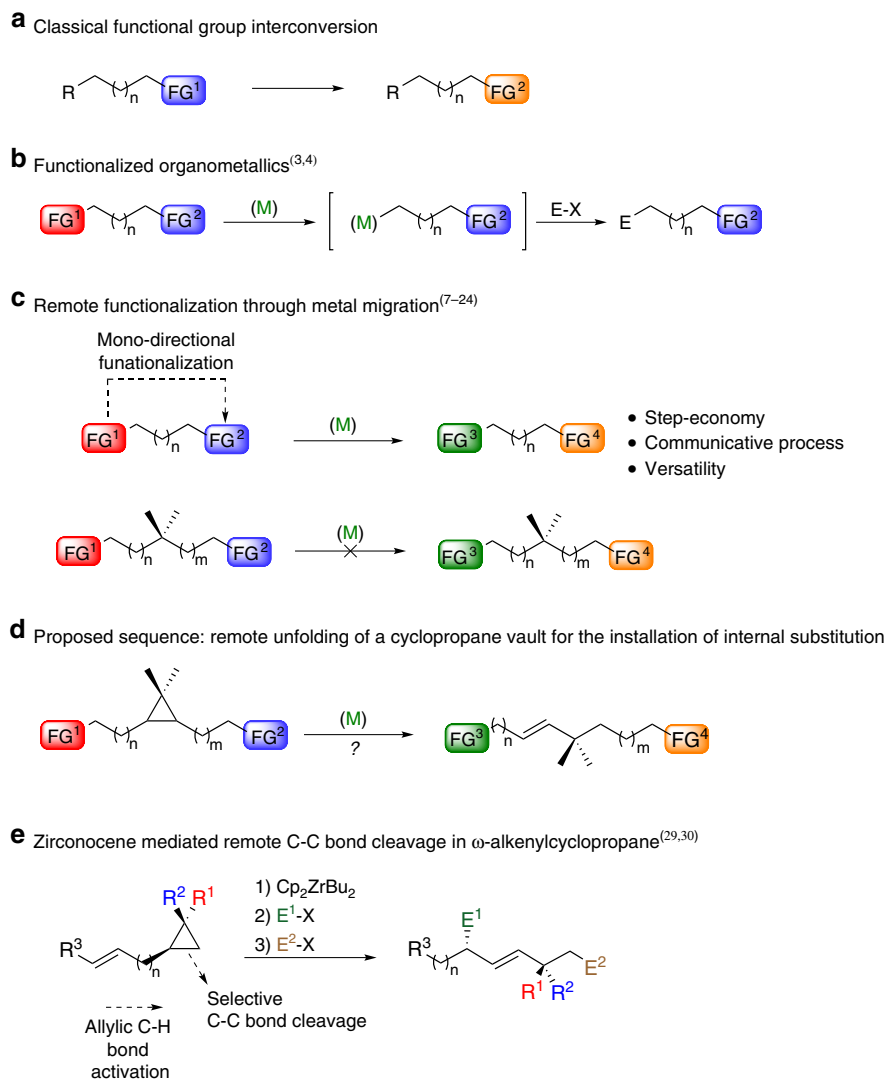 a Classical functional group interconversion
R ( )n FG1 R ( )n FG2
b Functionalized organometallics(3,4)
FG1 ( )n FG2 (M) [ (M) ( )n FG2 ] E-X E ( )n FG2
c Remote functionalization through metal migration(7–24)
Mono-directional
funationalization
FG1 ( )n FG2 (M) FG3 ( )n FG4
• Step-economy
• Communicative process
• Versatility
FG1 ( )n ( )m FG2 (M) FG3 ( )n ( )m FG4
d Proposed sequence: remote unfolding of a cyclopropane vault for the installation of internal substitution
FG1 ( )n ( )m FG2 (M) ? FG3 ( )n ( )m FG4
e Zirconocene mediated remote C-C bond cleavage in ω-alkenylcyclopropane(29,30)
R3 ( )n R2 R1
1) Cp2ZrBu2
2) E1-X
3) E2-X
R3 ( )n E1 R1 R2 E2
Selective
C-C bond cleavage
Allylic C-H
bond
activation